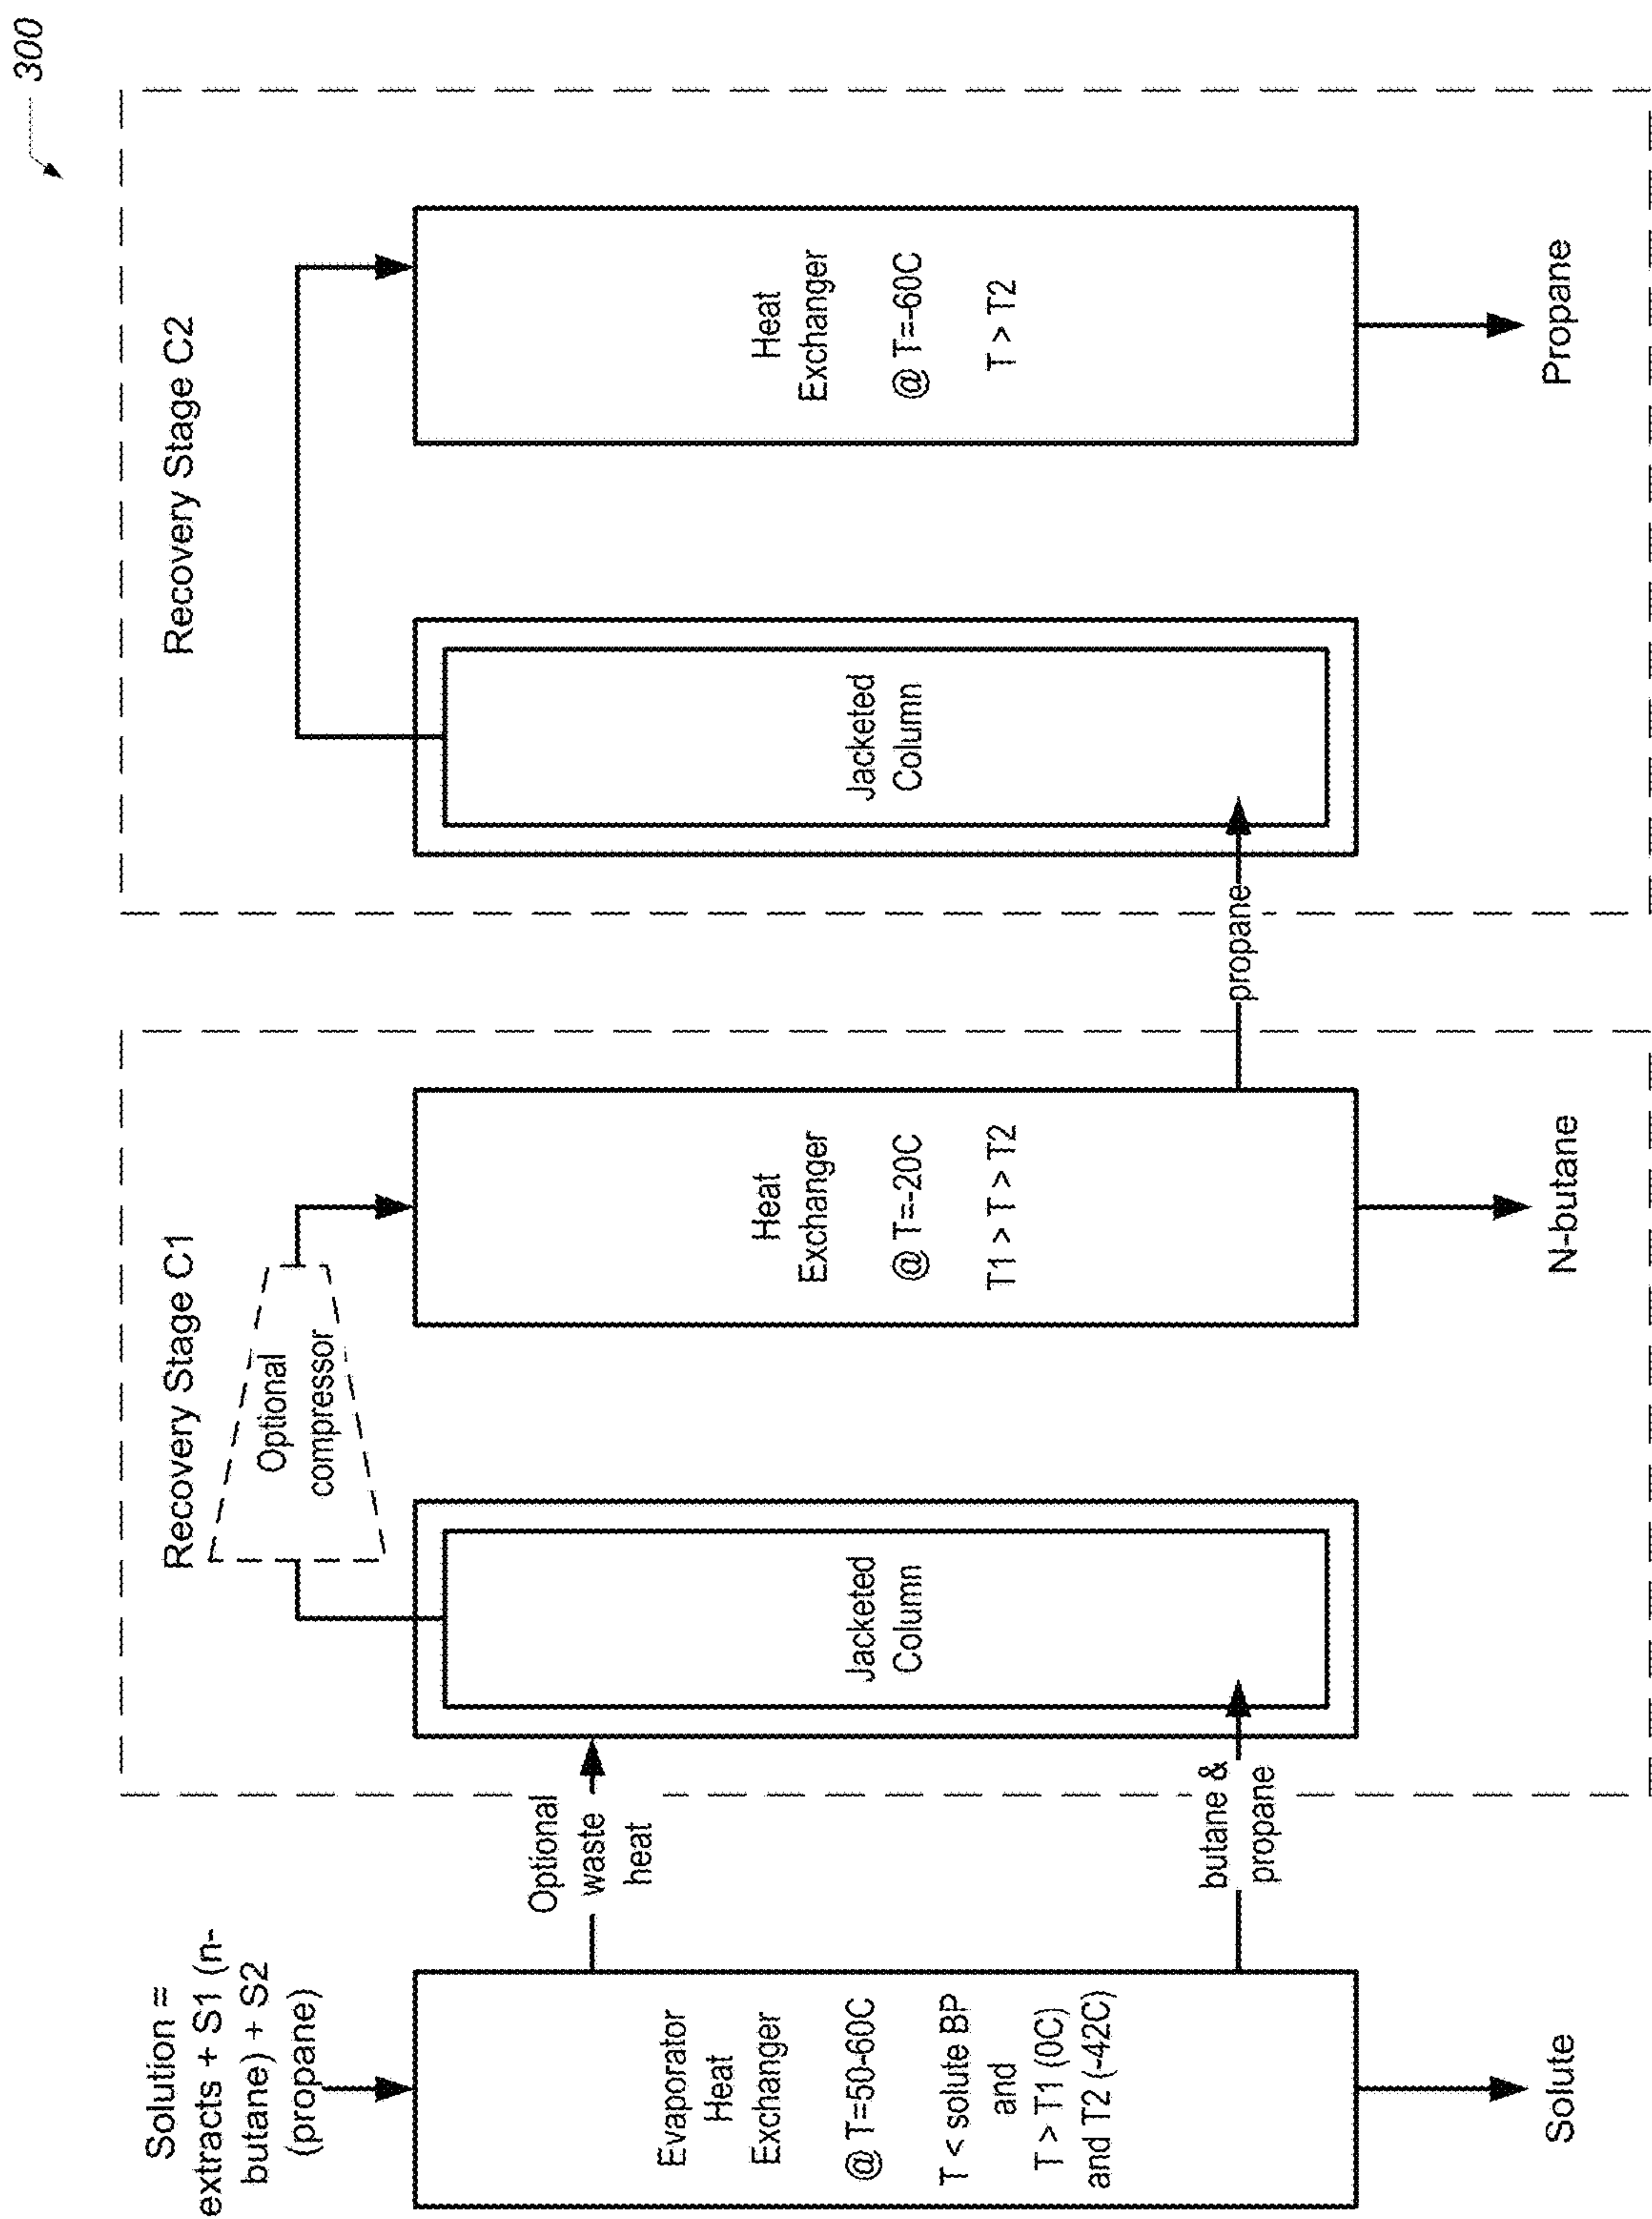 300
Solution =
extracts + S1 (n-
butane) + S2
(propane)
Evaporator
Heat
Exchanger
@ T=50-60C
T < solute BP
and
T > T1 (0C)
and T2 (-42C)
Solute
Optional
waste
heat
butane &
propane
Recovery Stage C1
Jacketed
Column
Optional
compressor
Heat
Exchanger
@ T=-20C
T1 > T > T2
N-butane
propane
Recovery Stage C2
Jacketed
Column
Heat
Exchanger
@ T=-60C
T > T2
Propane